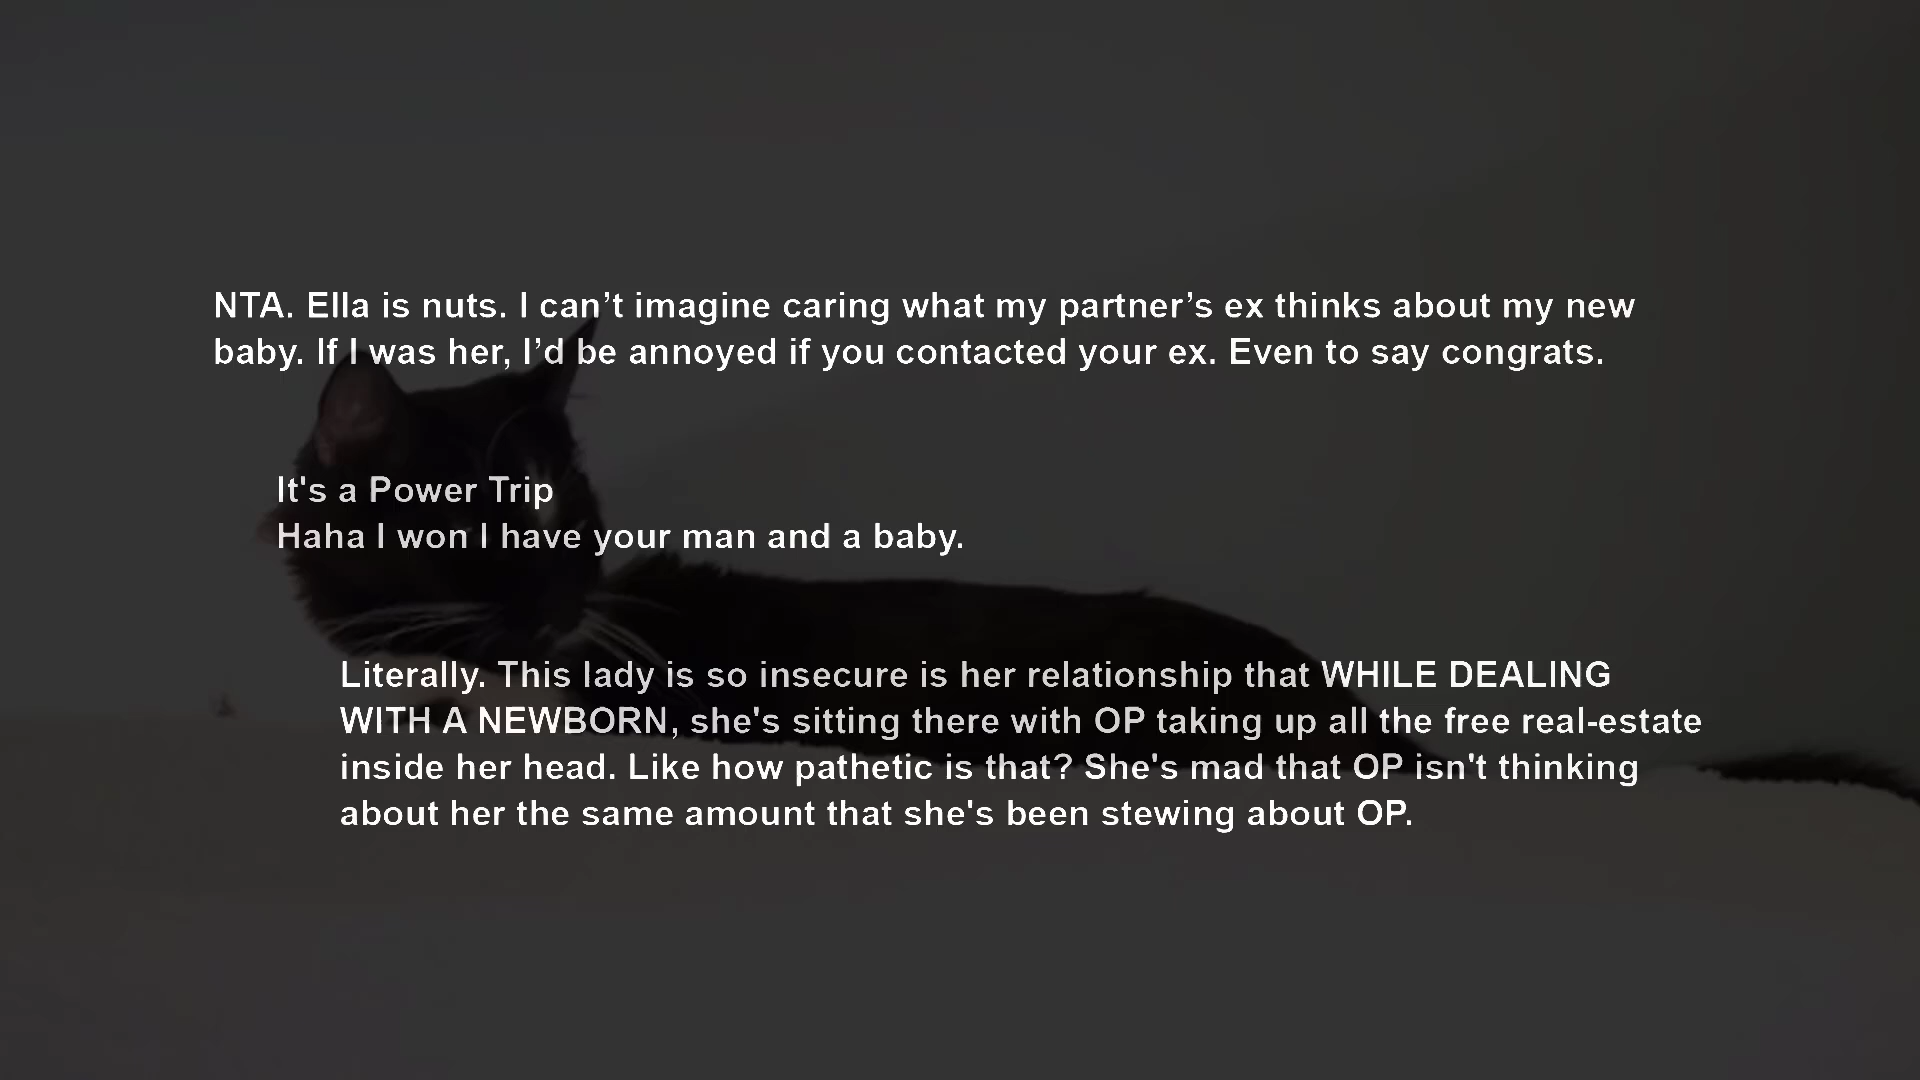 NTA. Ella is nuts. I can’t imagine caring what my partner’s ex thinks about my new
baby. If I was her, I’d be annoyed if you contacted your ex. Even to say congrats.
It's a Power Trip
Haha I won I have your man and a baby.
Literally. This lady is so insecure is her relationship that WHILE DEALING
WITH A NEWBORN, she's sitting there with OP taking up all the free real-estate
inside her head. Like how pathetic is that? She's mad that OP isn't thinking
about her the same amount that she's been stewing about OP.